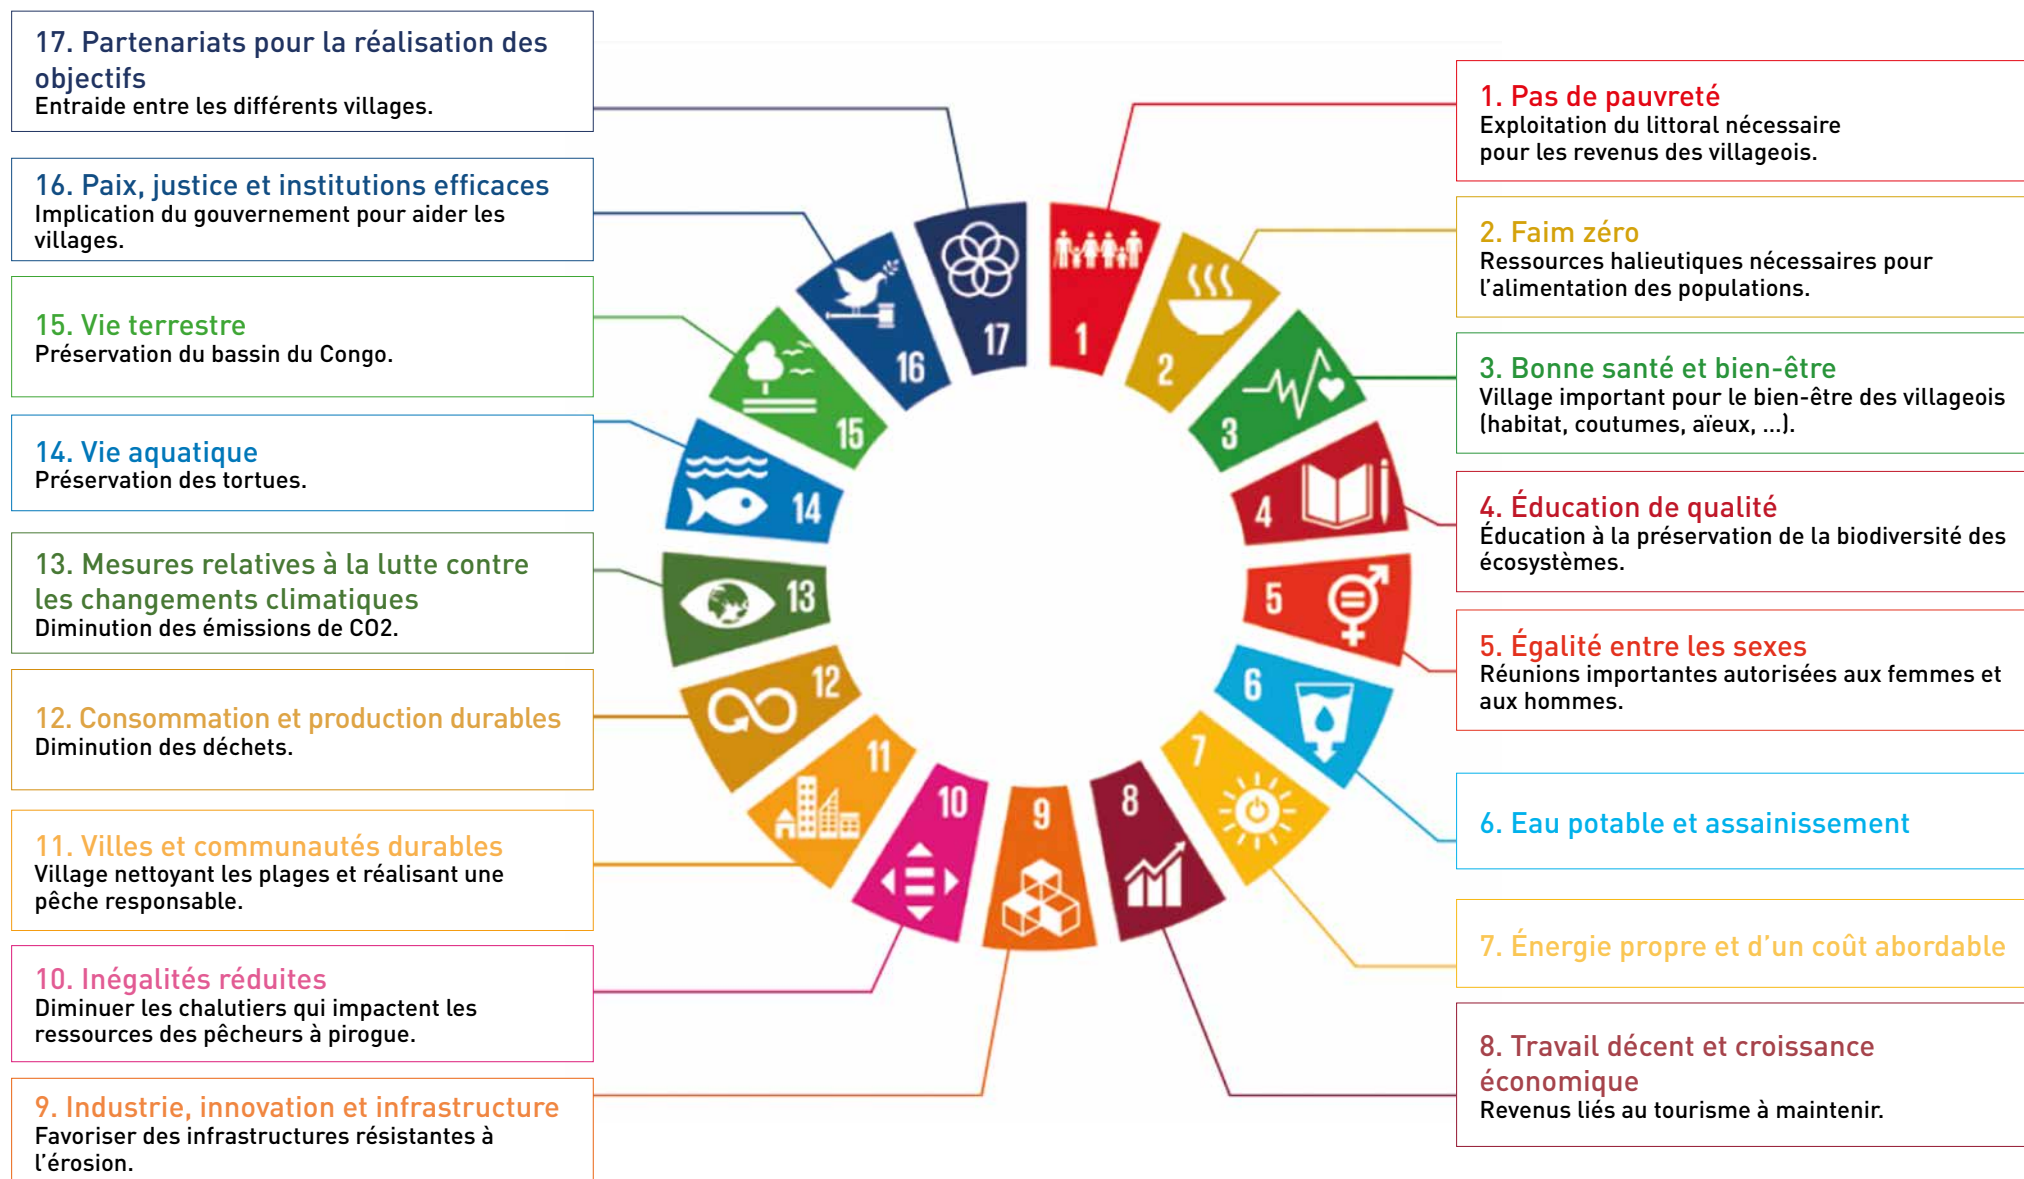 17. Partenariats pour la réalisation des
objectifs
Entraide entre les différents villages.
16. Paix, justice et institutions efficaces
Implication du gouvernement pour aider les
villages.
15. Vie terrestre
Préservation du bassin du Congo.
14. Vie aquatique
Préservation des tortues.
13. Mesures relatives à la lutte contre
les changements climatiques
Diminution des émissions de CO2.
12. Consommation et production durables
Diminution des déchets.
11. Villes et communautés durables
Village nettoyant les plages et réalisant une
pêche responsable.
10. Inégalités réduites
Diminuer les chalutiers qui impactent les
ressources des pêcheurs à pirogue.
9. Industrie, innovation et infrastructure
Favoriser des infrastructures résistantes à
l'érosion.
1
2
3
4
5
6
7
8
9
10
11
12
13
14
15
16
17
1. Pas de pauvreté
Exploitation du littoral nécessaire
pour les revenus des villageois.
2. Faim zéro
Ressources halieutiques nécessaires pour
l'alimentation des populations.
3. Bonne santé et bien-être
Village important pour le bien-être des villageois
(habitat, coutumes, aïeux, ...).
4. Éducation de qualité
Éducation à la préservation de la biodiversité des
écosystèmes.
5. Égalité entre les sexes
Réunions importantes autorisées aux femmes et
aux hommes.
6. Eau potable et assainissement
7. Énergie propre et d'un coût abordable
8. Travail décent et croissance
économique
Revenus liés au tourisme à maintenir.